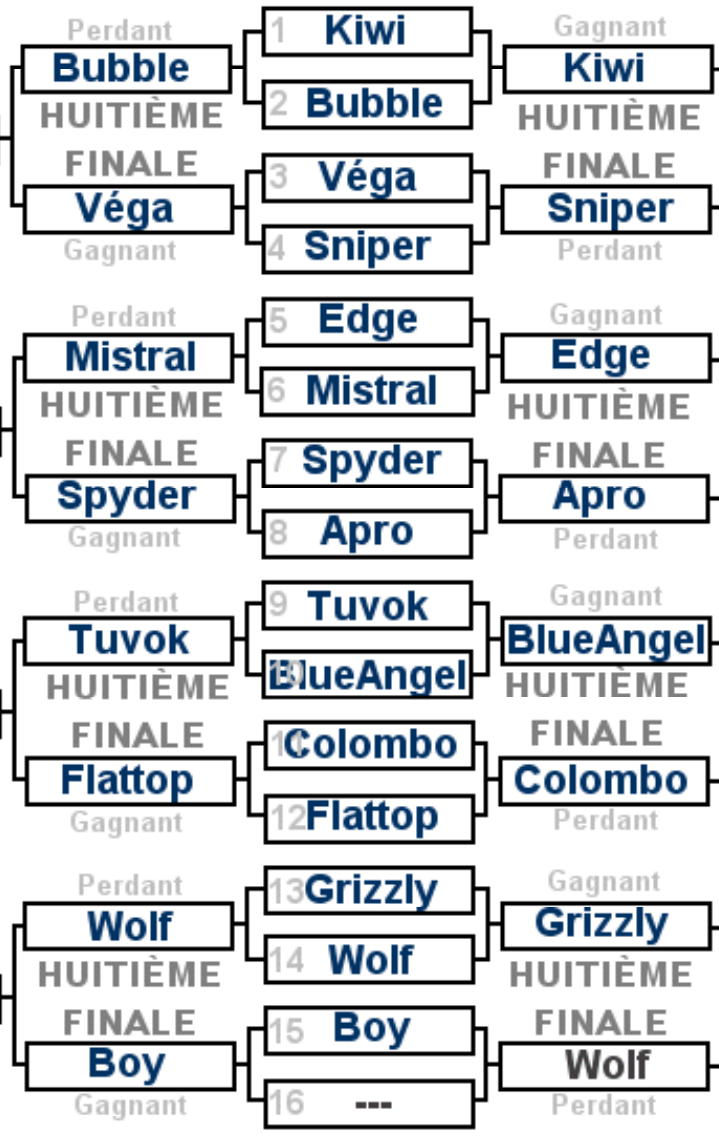 Perdant
1 Kiwi
Gagnant
Bubble
Kiwi
HUITIÈME
2 Bubble
HUITIÈME
FINALE
3 Véga
FINALE
Véga
Sniper
Gagnant
4 Sniper
Perdant
Perdant
5 Edge
Gagnant
Mistral
Edge
HUITIÈME
6 Mistral
HUITIÈME
FINALE
7 Spyder
FINALE
Spyder
Apro
Gagnant
8 Apro
Perdant
Perdant
9 Tuvok
Gagnant
Tuvok
BlueAngel
HUITIÈME
10 BlueAngel
HUITIÈME
FINALE
11 Colombo
FINALE
Flattop
Colombo
Gagnant
12 Flattop
Perdant
Perdant
13 Grizzly
Gagnant
Wolf
Grizzly
HUITIÈME
14 Wolf
HUITIÈME
FINALE
15 Boy
FINALE
Boy
Wolf
Gagnant
16 ---
Perdant